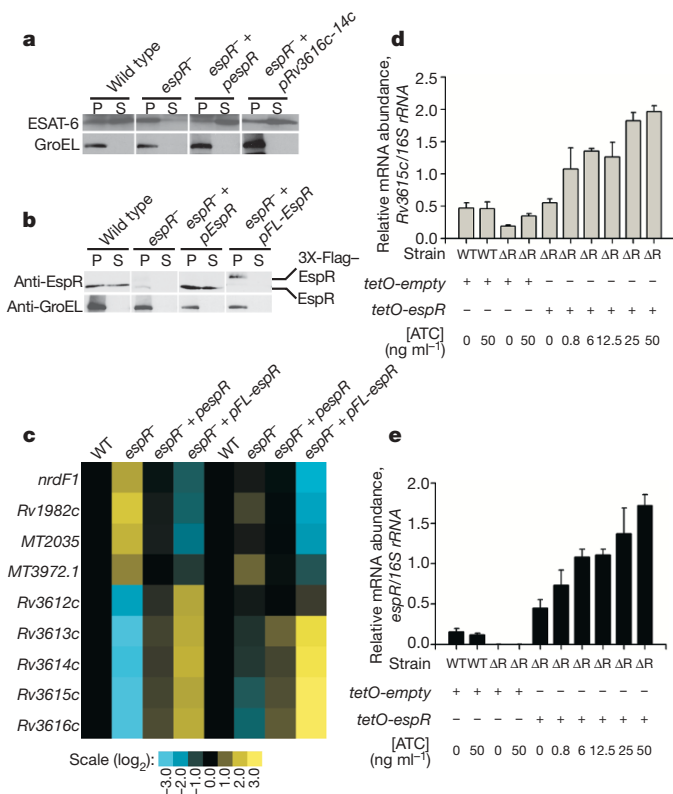 a
Wild type
espR⁻
espR⁻ + pespR
espR⁻ + pRv3616c-14c
P S P S P S P S
ESAT-6
GroEL
b
Wild type
espR⁻
espR⁻ + pEspR
espR⁻ + pFL-EspR
P S P S P S P S
3X-Flag–EspR
Anti-EspR
EspR
Anti-GroEL
c
WT
espR⁻
espR⁻ + pespR
espR⁻ + pFL-espR
WT
espR⁻
espR⁻ + pespR
espR⁻ + pFL-espR
nrdF1
Rv1982c
MT2035
MT3972.1
Rv3612c
Rv3613c
Rv3614c
Rv3615c
Rv3616c
Scale (log₂):
−3.0 −2.0 −1.0 0.0 1.0 2.0 3.0
d
Relative mRNA abundance,
Rv3615c/16S rRNA
2.5
2.0
1.5
1.0
0.5
0.0
Strain WT WT ΔR ΔR ΔR ΔR ΔR ΔR ΔR ΔR
tetO-empty + + + + − − − − − −
tetO-espR − − − − + + + + + +
[ATC]
(ng ml⁻¹) 0 50 0 50 0 0.8 6 12.5 25 50
e
Relative mRNA abundance,
espR/16S rRNA
2.0
1.5
1.0
0.5
0.0
Strain WT WT ΔR ΔR ΔR ΔR ΔR ΔR ΔR ΔR
tetO-empty + + + + − − − − − −
tetO-espR − − − − + + + + + +
[ATC]
(ng ml⁻¹) 0 50 0 50 0 0.8 6 12.5 25 50